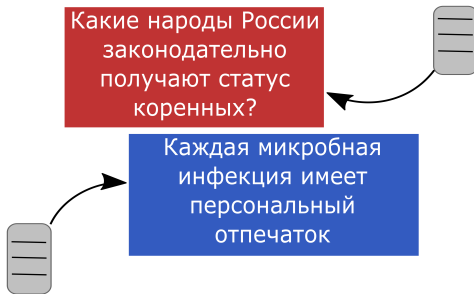 Какие народы России
законодательно
получают статус
коренных?
Каждая микробная
инфекция имеет
персональный
отпечаток